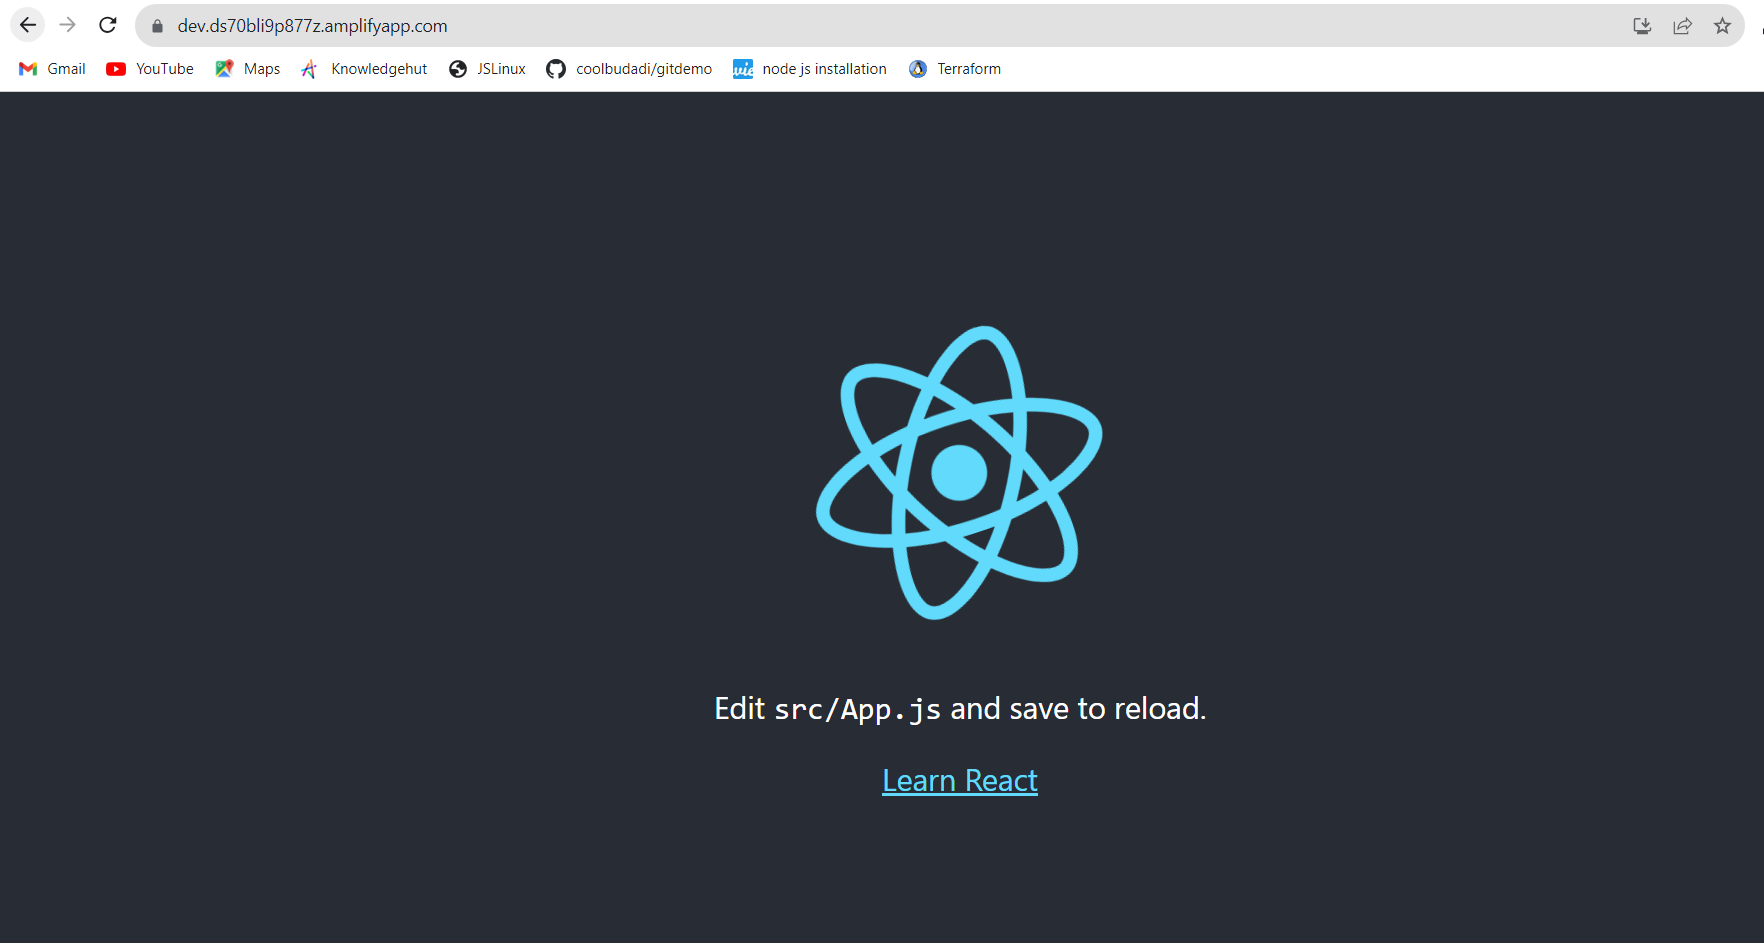 dev.ds70bli9p877z.amplifyapp.com
Gmail YouTube Maps Knowledgehut JSLinux coolbudadi/gitdemo node js installation Terraform
Edit src/App.js and save to reload.
Learn React